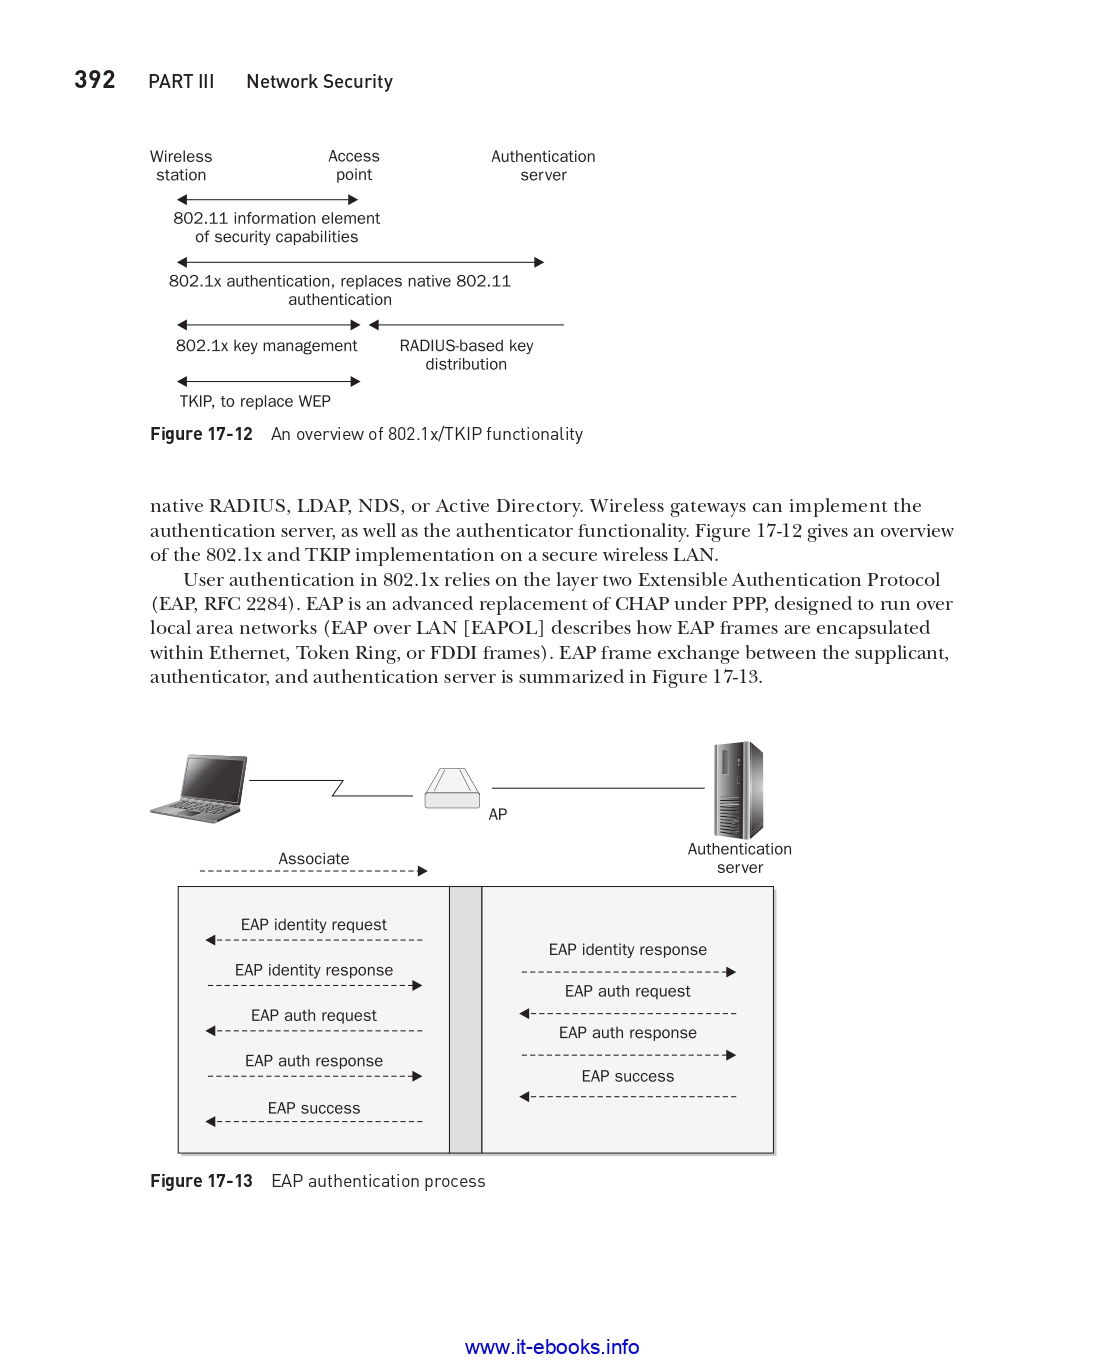 392 PART III Network Security
Wireless
station
Access
point
Authentication
server
802.11 information element
of security capabilities
802.1x authentication, replaces native 802.11
authentication
802.1x key management
RADIUS-based key
distribution
TKIP, to replace WEP
Figure 17-12 An overview of 802.1x/TKIP functionality
native RADIUS, LDAP, NDS, or Active Directory. Wireless gateways can implement the
authentication server, as well as the authenticator functionality. Figure 17-12 gives an overview
of the 802.1x and TKIP implementation on a secure wireless LAN.
User authentication in 802.1x relies on the layer two Extensible Authentication Protocol
(EAP, RFC 2284). EAP is an advanced replacement of CHAP under PPP, designed to run over
local area networks (EAP over LAN [EAPOL] describes how EAP frames are encapsulated
within Ethernet, Token Ring, or FDDI frames). EAP frame exchange between the supplicant,
authenticator, and authentication server is summarized in Figure 17-13.
AP
Authentication
server
Associate
EAP identity request
EAP identity response
EAP auth request
EAP auth response
EAP success
EAP identity response
EAP auth request
EAP auth response
EAP success
Figure 17-13 EAP authentication process
www.it-ebooks.info